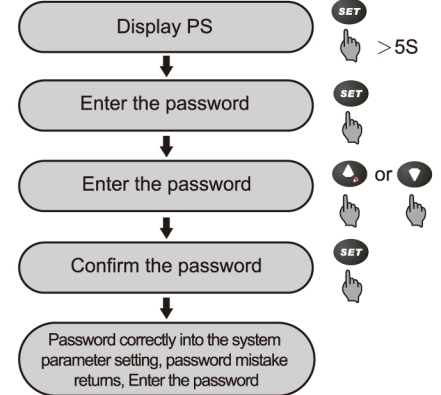 Display PS
SET
>5S
Enter the password
SET
Enter the password
or
Confirm the password
SET
Password correctly into the system
parameter setting, password mistake
returns, Enter the password